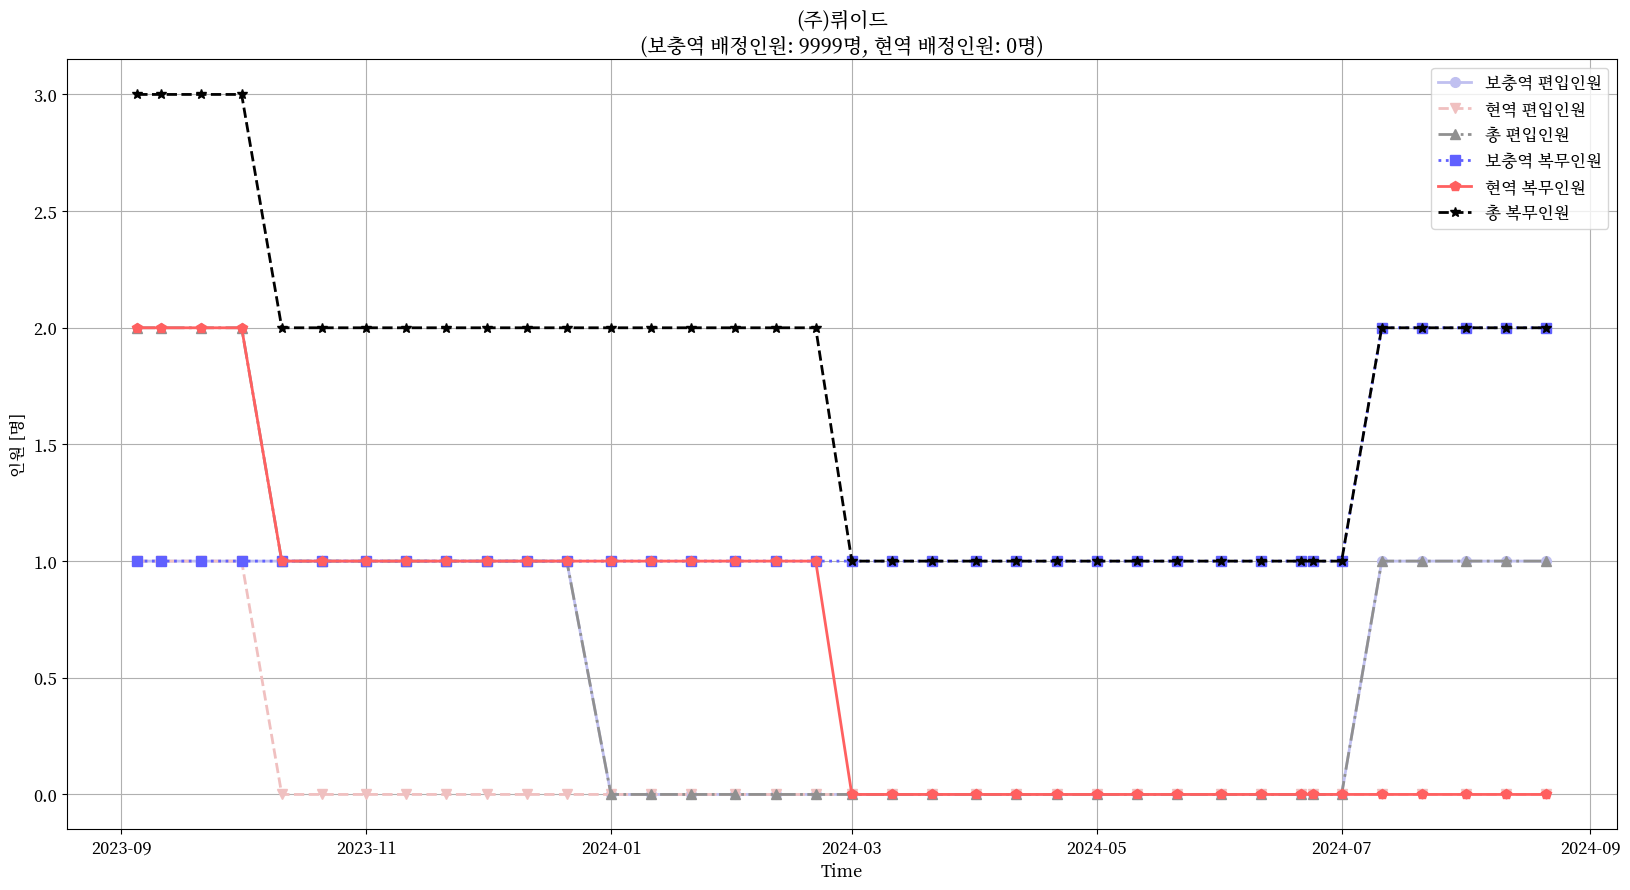 (주)뤼이드
(보충역 배정인원: 9999명, 현역 배정인원: 0명)
보충역 편입인원
현역 편입인원
총 편입인원
보충역 복무인원
현역 복무인원
총 복무인원
인원 [명]
3.0
2.5
2.0
1.5
1.0
0.5
0.0
2023-09
2023-11
2024-01
2024-03
2024-05
2024-07
2024-09
Time